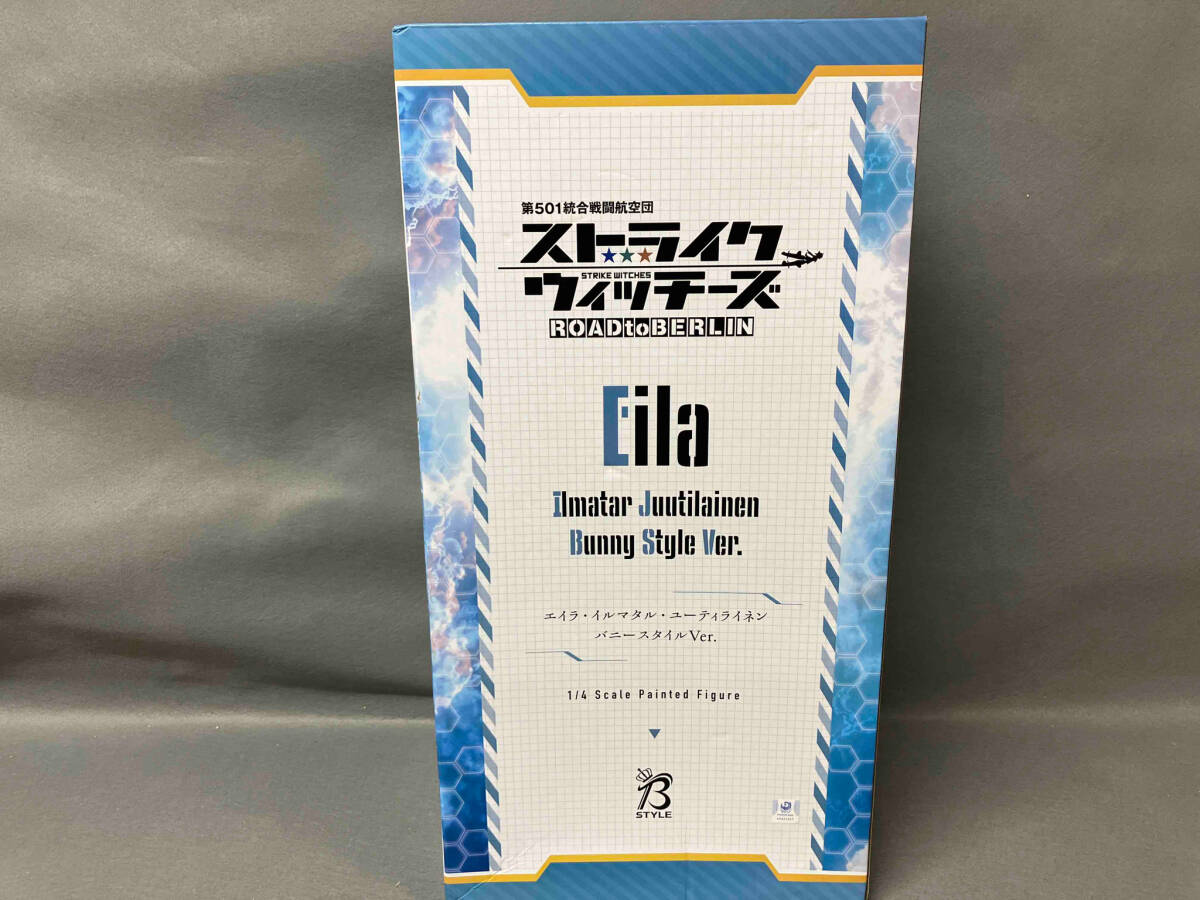 第501統合戦闘航空団
ストライク
STRIKE WITCHES
ウィッチーズ
ROADtoBERLIN
Eila
Ilmatar Juutilainen
Bunny Style Ver.
エイラ・イルマタル・ユーティライネン
バニースタイルVer.
1/4 Scale Painted Figure
B
STYLE